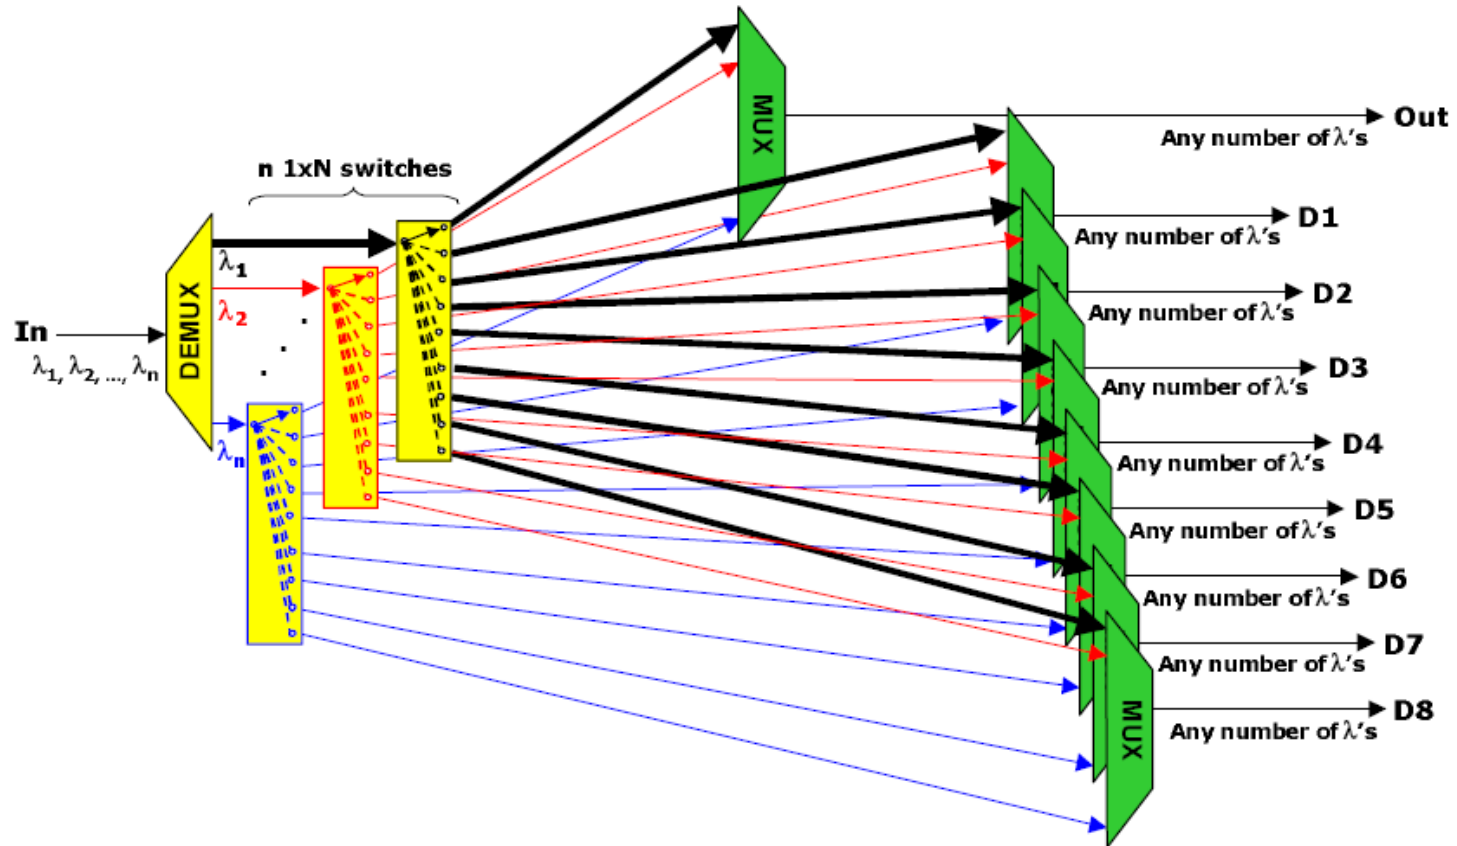 MUX
Out
Any number of λ's
n 1xN switches
D1
Any number of λ's
λ1
DEMUX
λ2
D2
Any number of λ's
In
λ1, λ2, ..., λn
D3
Any number of λ's
λn
D4
Any number of λ's
D5
Any number of λ's
D6
Any number of λ's
D7
Any number of λ's
MUX
D8
Any number of λ's